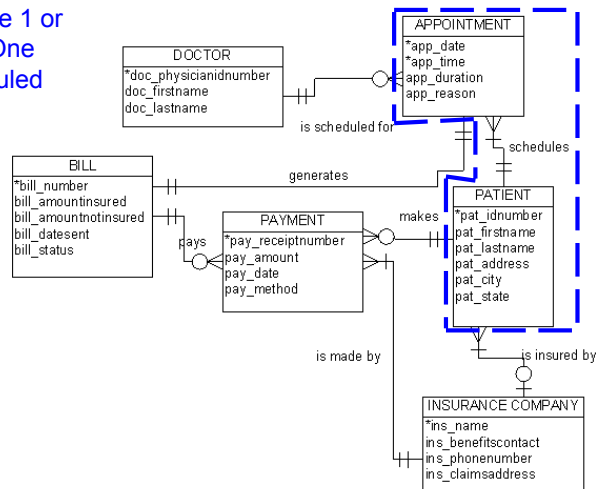 e 1 or
One
uled
APPOINTMENT
*app_date
*app_time
app_duration
app_reason
DOCTOR
*doc_physicianidnumber
doc_firstname
doc_lastname
is scheduled for
schedules
BILL
*bill_number
bill_amountinsured
bill_amountnotinsured
bill_datesent
bill_status
generates
pays
PAYMENT
*pay_receiptnumber
pay_amount
pay_date
pay_method
makes
PATIENT
*pat_idnumber
pat_firstname
pat_lastname
pat_address
pat_city
pat_state
is made by
is insured by
INSURANCE COMPANY
*ins_name
ins_benefitscontact
ins_phonenumber
ins_claimsaddress